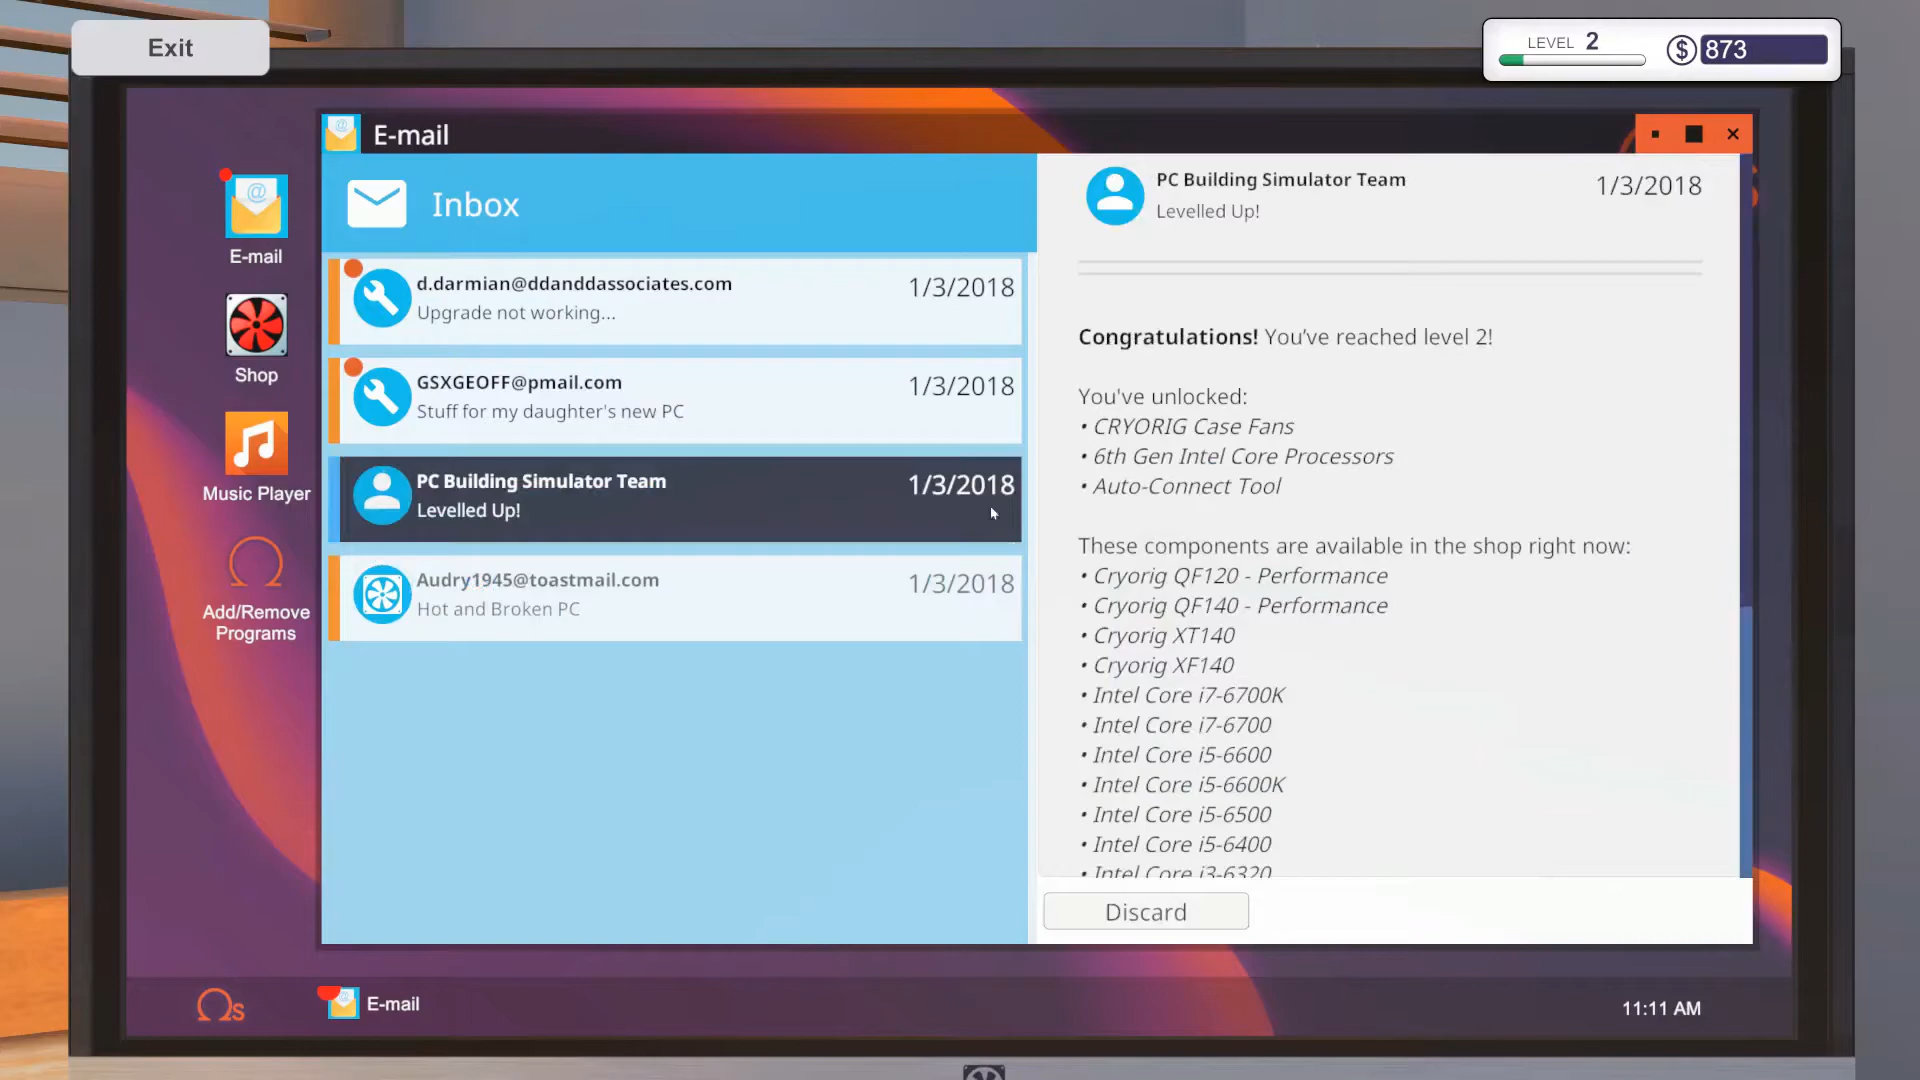 Exit
LEVEL 2
$ 873
E-mail
E-mail
Shop
Music Player
Add/Remove
Programs
Inbox
d.darmian@ddanddassociates.com
1/3/2018
Upgrade not working...
GSXGEOFF@pmail.com
1/3/2018
Stuff for my daughter's new PC
PC Building Simulator Team
1/3/2018
Levelled Up!
Audry1945@toastmail.com
1/3/2018
Hot and Broken PC
PC Building Simulator Team
1/3/2018
Levelled Up!
Congratulations! You've reached level 2!
You've unlocked:
• CRYORIG Case Fans
• 6th Gen Intel Core Processors
• Auto-Connect Tool
These components are available in the shop right now:
• Cryorig QF120 - Performance
• Cryorig QF140 - Performance
• Cryorig XT140
• Cryorig XF140
• Intel Core i7-6700K
• Intel Core i7-6700
• Intel Core i5-6600
• Intel Core i5-6600K
• Intel Core i5-6500
• Intel Core i5-6400
• Intel Core i3-6320
Discard
Ωs
E-mail
11:11 AM